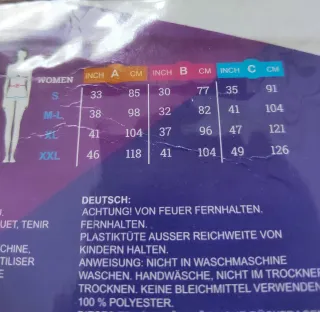 WOMEN INCH A CM INCH B CM INCH C CM
S 33 85 30 77 35 91
M-L 38 98 32 82 41 104
XL 41 104 37 96 47 121
XXL 46 118 41 104 49 126
DEUTSCH:
ACHTUNG! VON FEUER FERNHALTEN.
UET, TENIR
FERNHALTEN.
PLASTIKTÜTE AUSSER REICHWEITE VON
CHINE, KINDERN HALTEN.
TILISER ANWEISUNG: NICHT IN WASCHMASCHINE
WASCHEN. HANDWÄSCHE, NICHT IM TROCKNER
TROCKNEN. KEINE BLEICHMITTEL VERWENDEN
100 % POLYESTER.